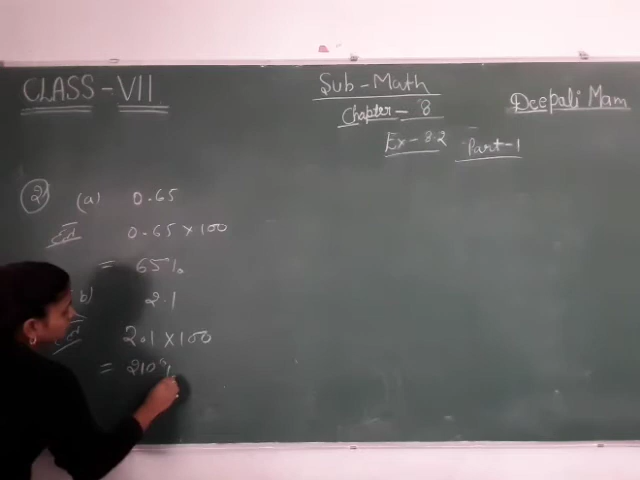 CLASS - VII
Sub - Math
Chapter - 8
Deepali Mam
Ex - 8.2 Part - 1
2 (a) 0.65
0.65 × 100
= 65%
b) 2.1
2.1 × 100
= 210%